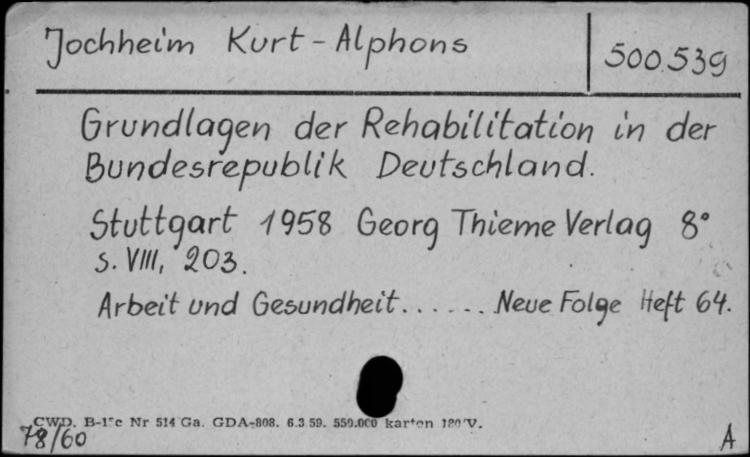 Jochheim Kurt-Alphons
500.539
Grundlagen der Rehabilitation in der
Bundesrepublik Deutschland.
Stuttgart 1958 Georg Thieme Verlag 8°
s. VIII, 203.
Arbeit und Gesundheit....... Neue Folge Heft 64.
CWD. Nr 514 Ga. GDA-808. 6.3 59. 550.000 karton
78/60
A